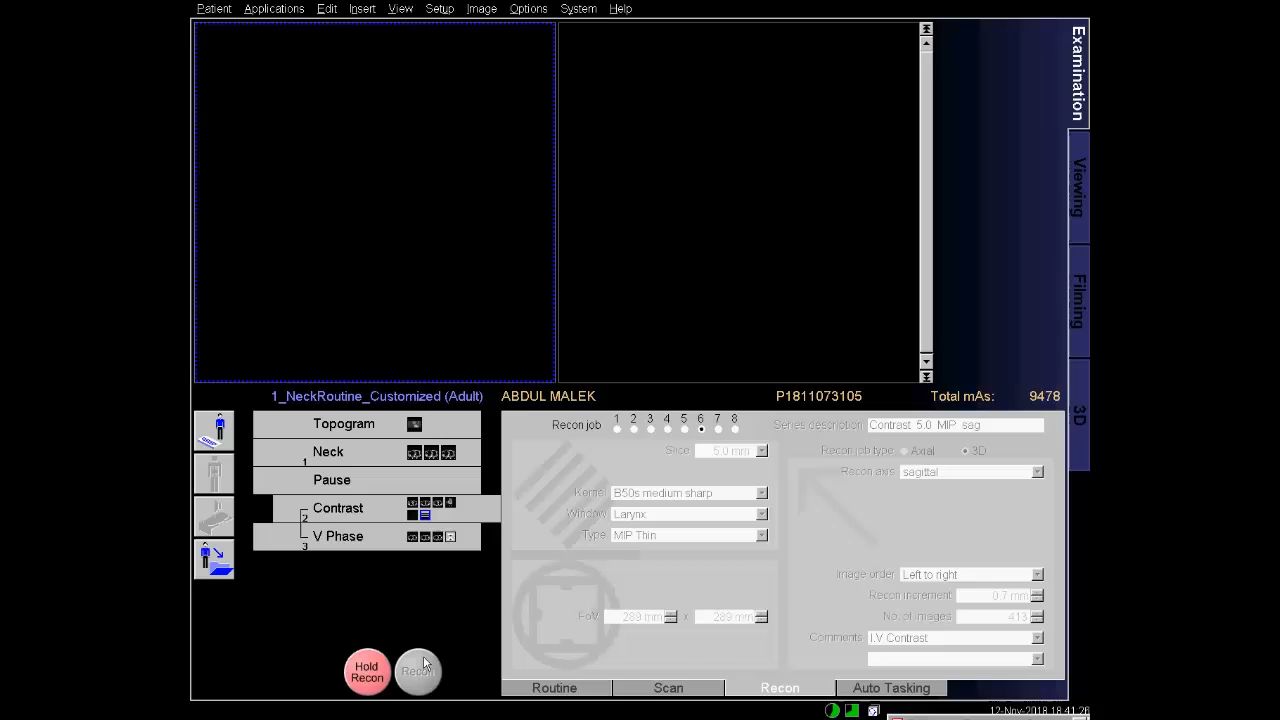 Patient Applications Edit Insert View Setup Image Options System Help
Examination
Viewing
Filming
3D
1_NeckRoutine_Customized (Adult) ABDUL MALEK P1811073105 Total mAs: 9478
Topogram
Neck
1
Pause
Contrast
2
V Phase
3
Hold
Recon
Recon
Recon job 1 2 3 4 5 6 7 8
Series description Contrast 5.0 MIP sag
Slice 5.0 mm
Recon job type Axial 3D
Recon axis sagittal
Kernel B50s medium sharp
Window Larynx
Type MIP Thin
Image order Left to right
Recon increment 0.7 mm
FoV 289 mm x 289 mm
No. of images 413
Comments I.V Contrast
Routine Scan Recon Auto Tasking
12-Nov-2018 18:41:26